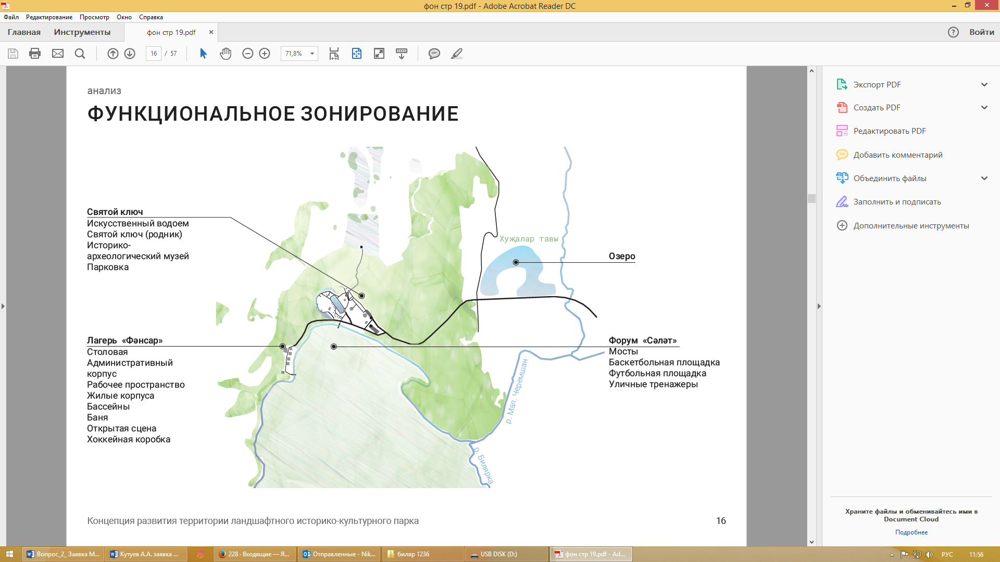 фон стр 19.pdf - Adobe Acrobat Reader DC
Файл Редактирование Просмотр Окно Справка
Главная Инструменты фон стр 19.pdf × ? Войти
16 / 57 71,8%
анализ
ФУНКЦИОНАЛЬНОЕ ЗОНИРОВАНИЕ
Святой ключ
Искусственный водоем
Святой ключ (родник)
Историко-
археологический музей
Парковка
Хуҗалар тавы
Озеро
Лагерь «Фәнсар»
Столовая
Административный
корпус
Рабочее пространство
Жилые корпуса
Бассейны
Баня
Открытая сцена
Хоккейная коробка
Форум «Сәләт»
Мосты
Баскетбольная площадка
Футбольная площадка
Уличные тренажеры
р. Мал. Черемшан
р. Билярка
Концепция развития территории ландшафтного историко-культурного парка
16
Экспорт PDF
Создать PDF
Редактировать PDF
Добавить комментарий
Объединить файлы
Заполнить и подписать
Дополнительные инструменты
Храните файлы и обменивайтесь ими в
Document Cloud
Подробнее
Вопрос_2_ Заявка М... Кутуев А.А. заявка ... 228 · Входящие — Я... Отправленные - Nik... биляр 1236 USB DISK (D:) фон стр 19.pdf - Ad... РУС 11:56